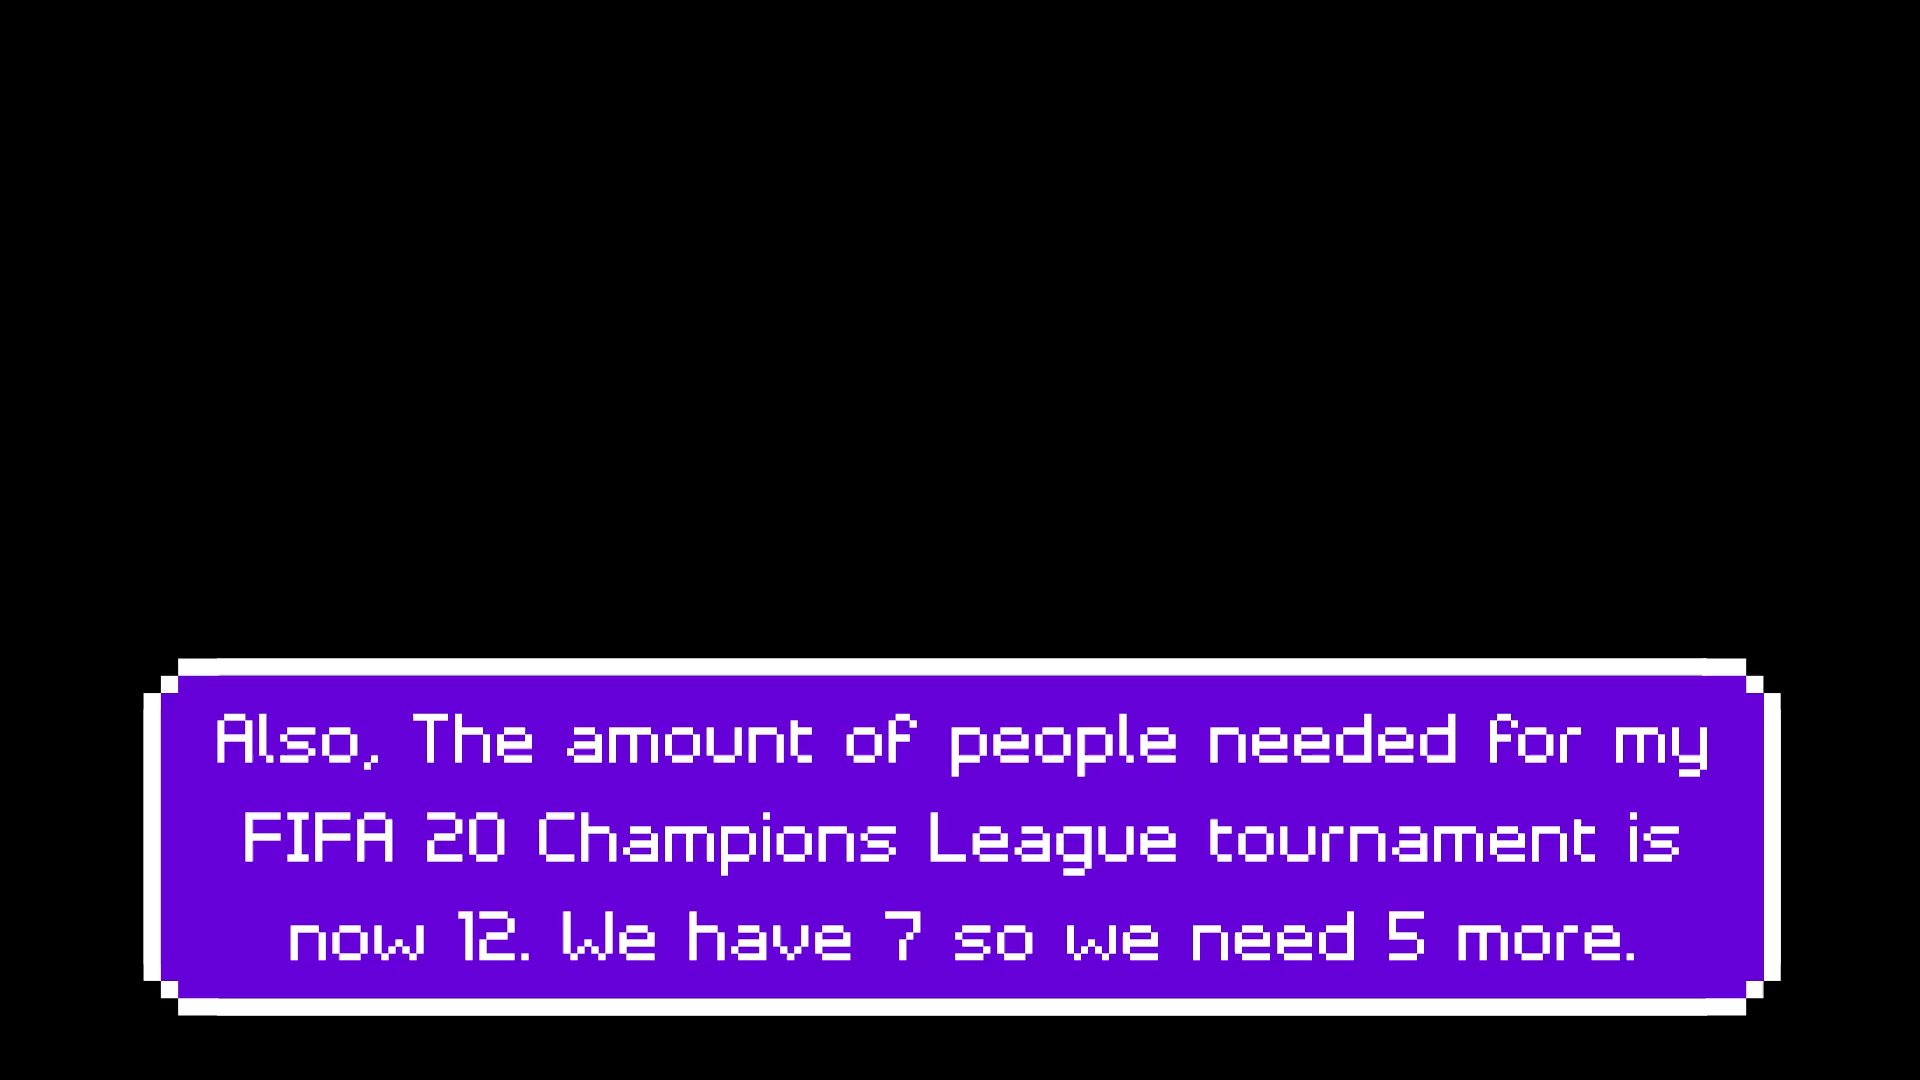 Also, The amount of people needed for my
FIFA 20 Champions League tournament is
now 12. We have 7 so we need 5 more.